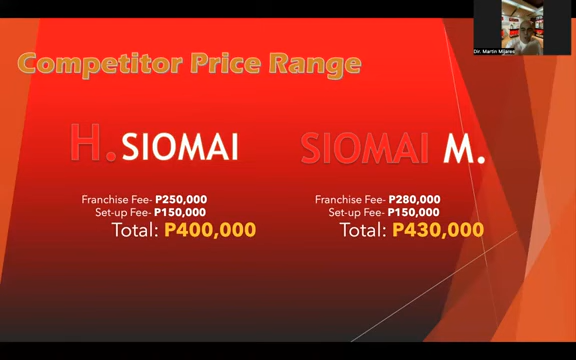 Dir. Martin Mijares
Competitor Price Range
H. SIOMAI
Franchise Fee- P250,000
Set-up Fee- P150,000
Total: P400,000
SIOMAI M.
Franchise Fee- P280,000
Set-up Fee- P150,000
Total: P430,000